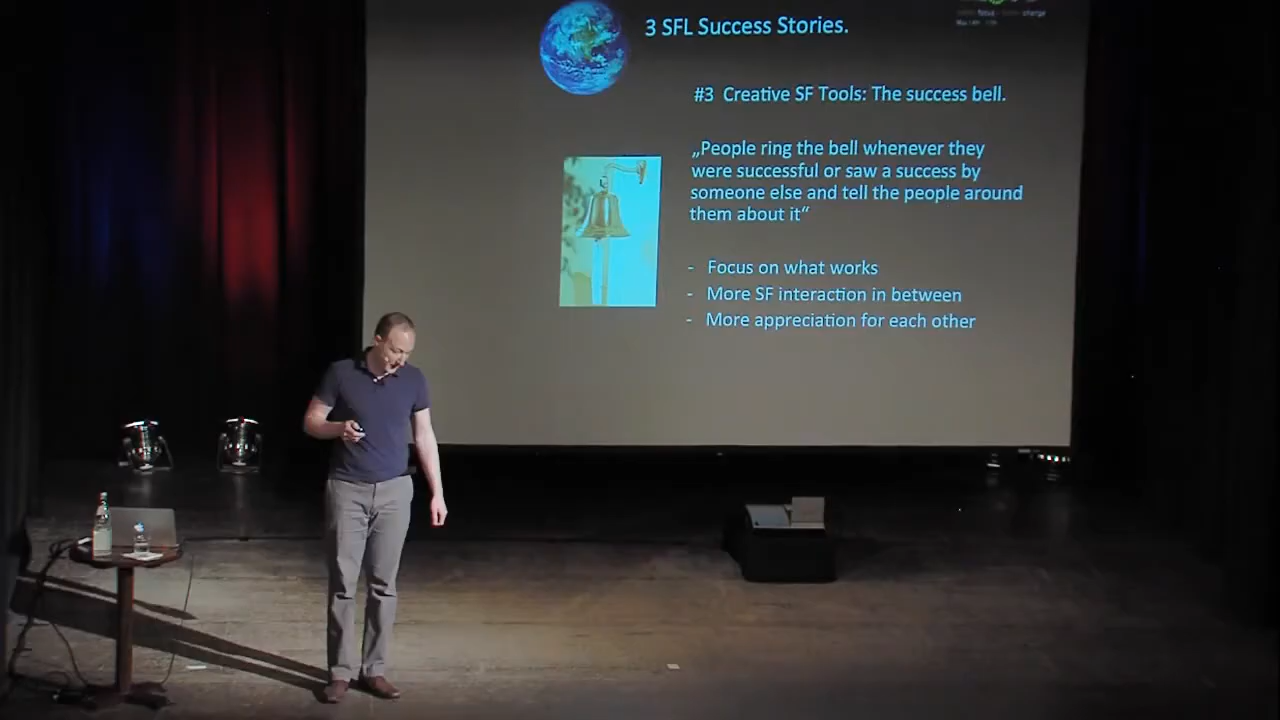 3 SFL Success Stories.
#3 Creative SF Tools: The success bell.
„People ring the bell whenever they
were successful or saw a success by
someone else and tell the people around
them about it“
- Focus on what works
- More SF interaction in between
- More appreciation for each other